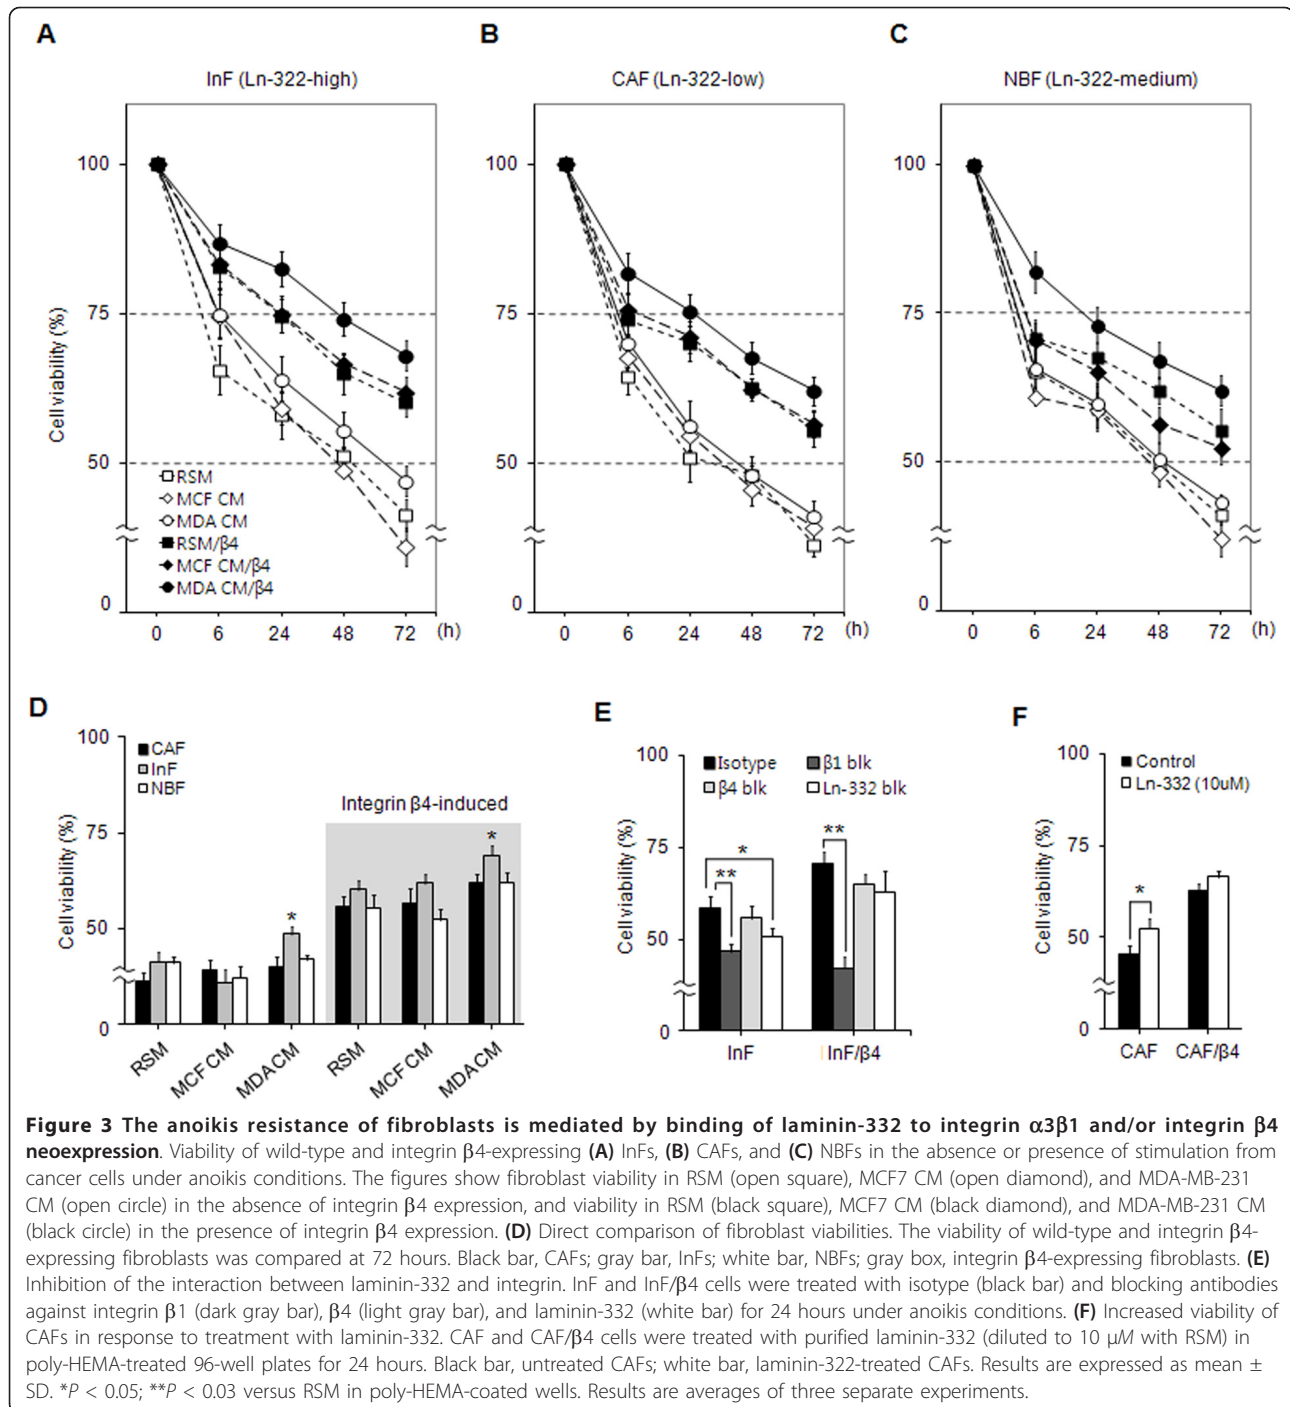 A
InF (Ln-322-high)
Cell viability (%)
100
75
50
0
RSM
MCF CM
MDA CM
RSM/β4
MCF CM/β4
MDA CM/β4
0 6 24 48 72 (h)
B
CAF (Ln-322-low)
100
75
50
0
0 6 24 48 72 (h)
C
NBF (Ln-322-medium)
100
75
50
0
0 6 24 48 72 (h)
D
Cell viability (%)
100
75
50
0
CAF
InF
NBF
Integrin β4-induced
*
*
RSM MCF CM MDA CM RSM MCF CM MDA CM
E
Cell viability (%)
100
75
50
0
Isotype β1 blk
β4 blk Ln-332 blk
*
**
**
InF InF/β4
F
Cell viability (%)
100
75
50
0
Control
Ln-332 (10uM)
*
CAF CAF/β4
Figure 3 The anoikis resistance of fibroblasts is mediated by binding of laminin-332 to integrin α3β1 and/or integrin β4
neoexpression. Viability of wild-type and integrin β4-expressing (A) InFs, (B) CAFs, and (C) NBFs in the absence or presence of stimulation from
cancer cells under anoikis conditions. The figures show fibroblast viability in RSM (open square), MCF7 CM (open diamond), and MDA-MB-231
CM (open circle) in the absence of integrin β4 expression, and viability in RSM (black square), MCF7 CM (black diamond), and MDA-MB-231 CM
(black circle) in the presence of integrin β4 expression. (D) Direct comparison of fibroblast viabilities. The viability of wild-type and integrin β4-
expressing fibroblasts was compared at 72 hours. Black bar, CAFs; gray bar, InFs; white bar, NBFs; gray box, integrin β4-expressing fibroblasts. (E)
Inhibition of the interaction between laminin-332 and integrin. InF and InF/β4 cells were treated with isotype (black bar) and blocking antibodies
against integrin β1 (dark gray bar), β4 (light gray bar), and laminin-332 (white bar) for 24 hours under anoikis conditions. (F) Increased viability of
CAFs in response to treatment with laminin-332. CAF and CAF/β4 cells were treated with purified laminin-332 (diluted to 10 μM with RSM) in
poly-HEMA-treated 96-well plates for 24 hours. Black bar, untreated CAFs; white bar, laminin-322-treated CAFs. Results are expressed as mean ±
SD. *P < 0.05; **P < 0.03 versus RSM in poly-HEMA-coated wells. Results are averages of three separate experiments.